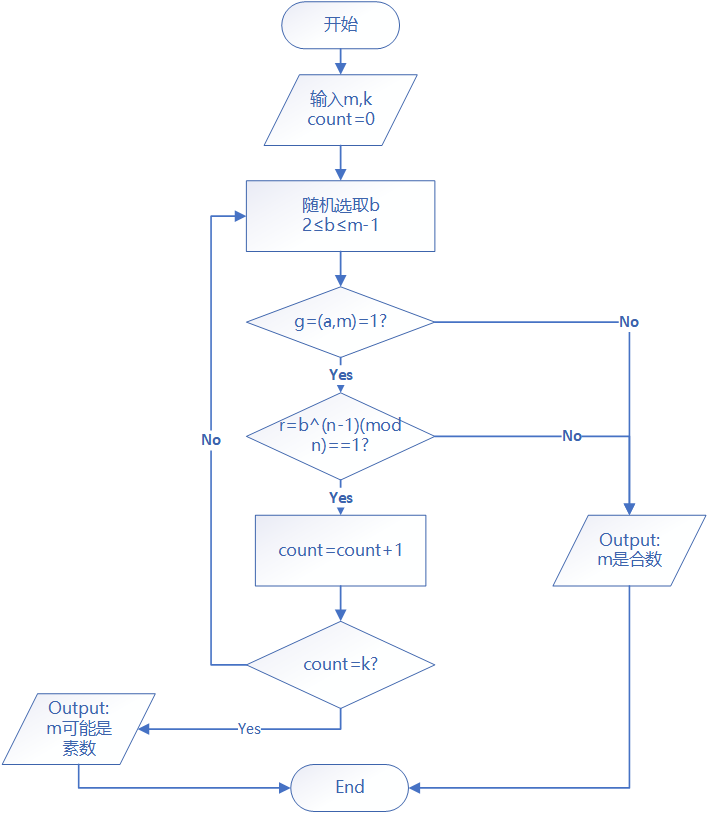 开始
输入m,k
count=0
随机选取b
2≤b≤m-1
g=(a,m)=1?
No
Yes
r=b^(n-1)(mod
n)==1?
No
No
Yes
count=count+1
Output:
m是合数
count=k?
Output:
m可能是
素数
Yes
End